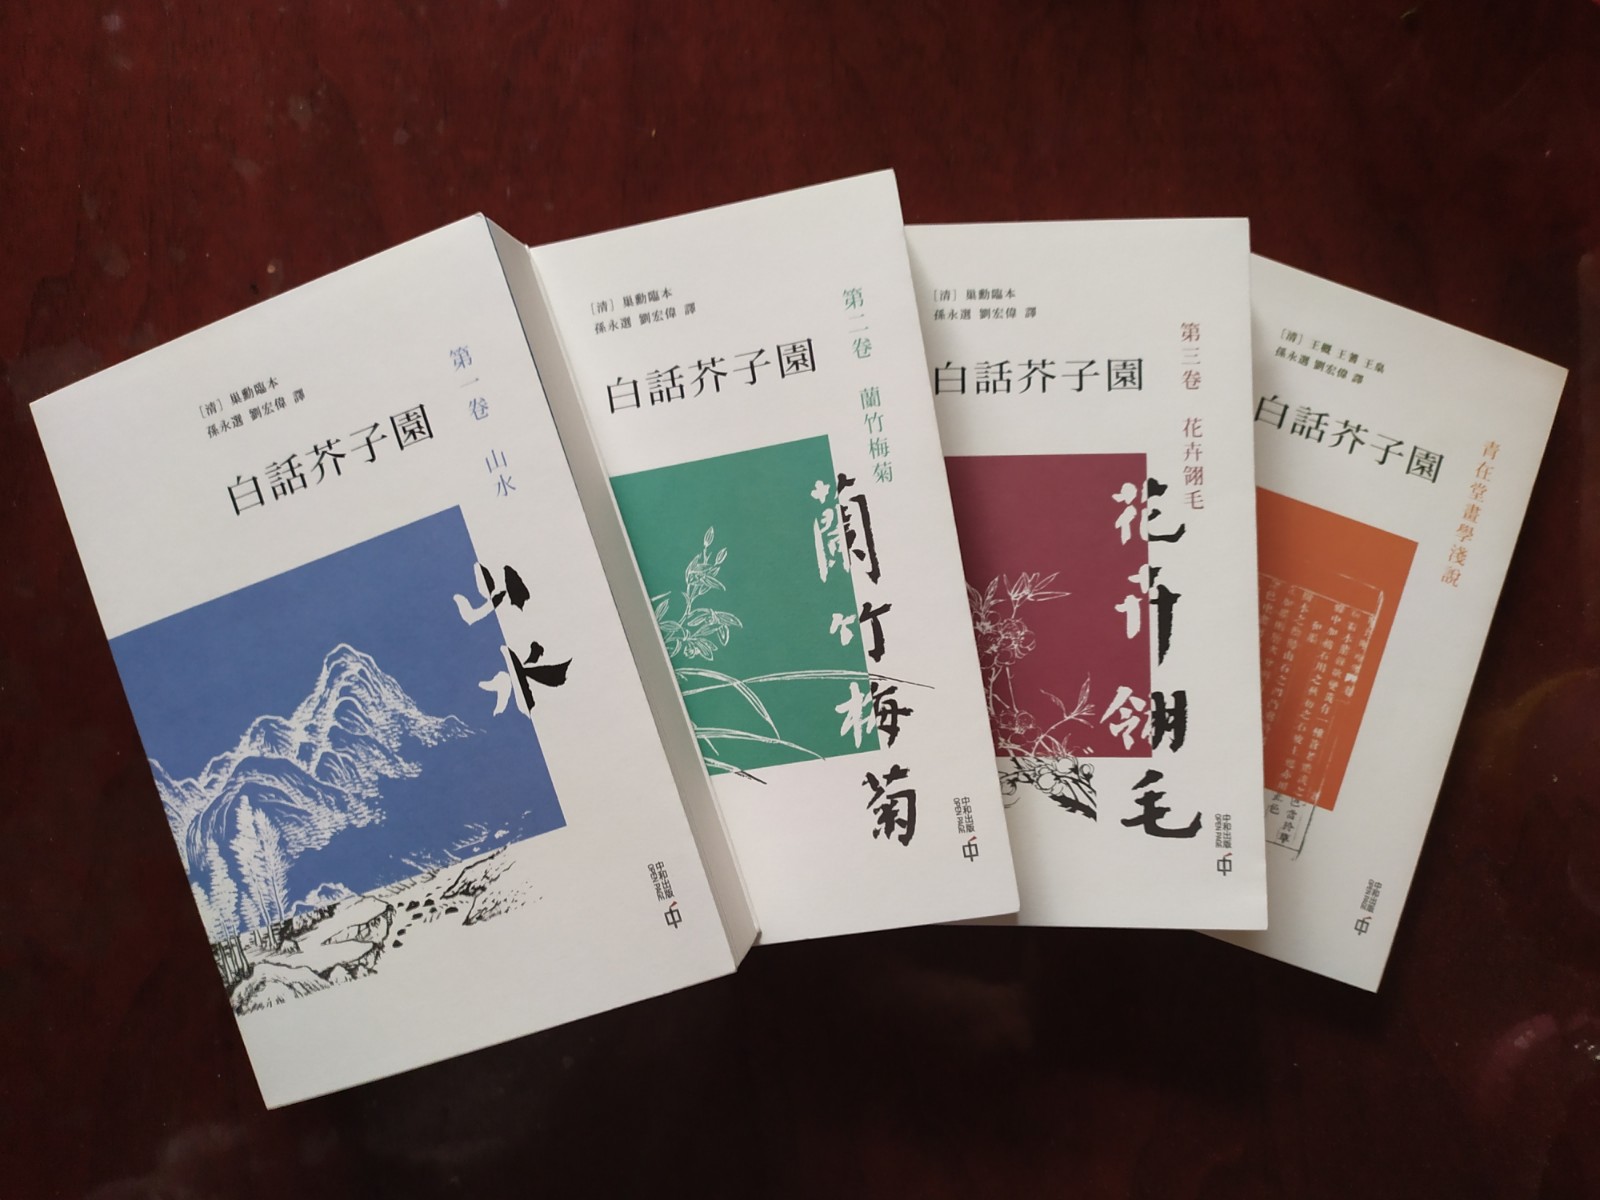 ［清］ 巢勳臨本
孫永選 劉宏偉 譯
白話芥子園
第一卷 山水
山水
中和出版
OPEN PAGE
［清］ 巢勳臨本
孫永選 劉宏偉 譯
白話芥子園
第二卷 蘭竹梅菊
蘭竹梅菊
中和出版
OPEN PAGE
［清］ 巢勳臨本
孫永選 劉宏偉 譯
白話芥子園
第三卷 花卉翎毛
花卉翎毛
中和出版
OPEN PAGE
［清］ 王概 王蓍 王臬
孫永選 劉宏偉 譯
白話芥子園
青在堂畫學淺說
中和出版
OPEN PAGE